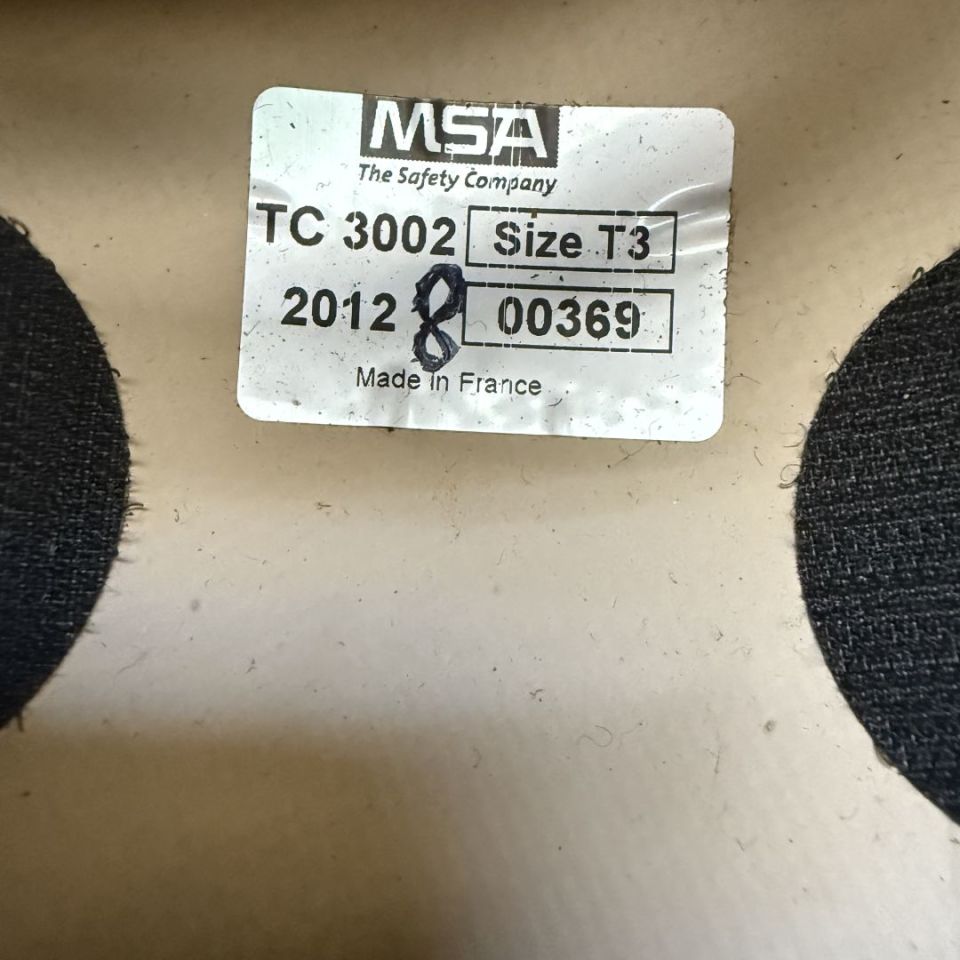 MSA
The Safety Company
TC 3002 Size T3
2012 8 00369
Made in France